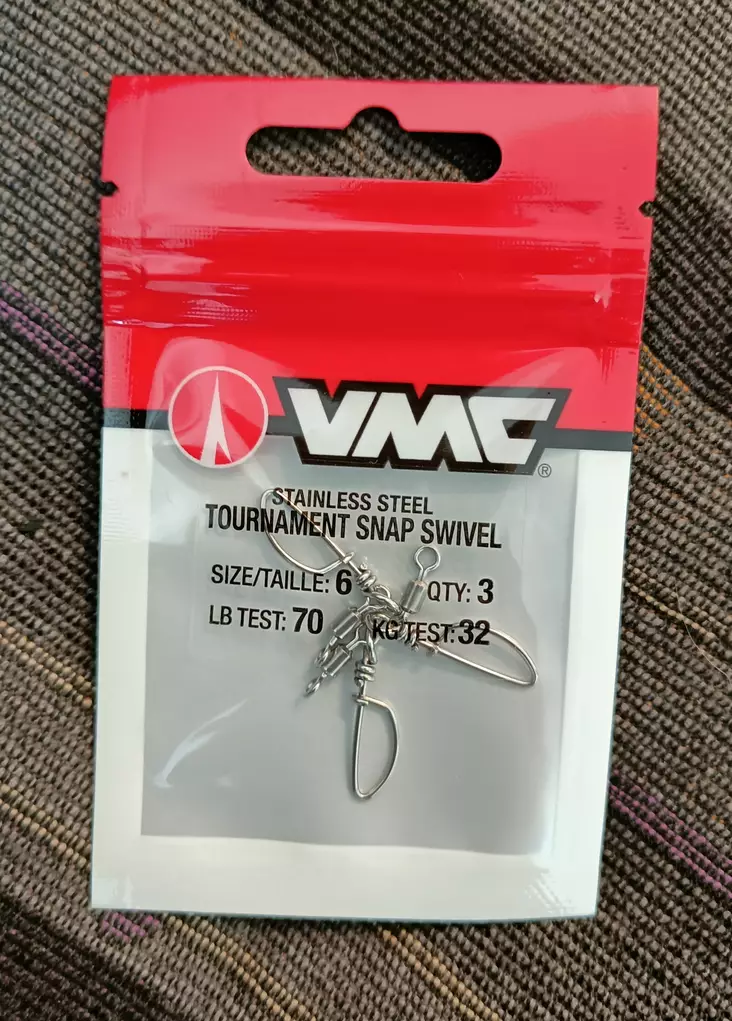 VMC®
STAINLESS STEEL
TOURNAMENT SNAP SWIVEL
SIZE/TAILLE: 6 QTY: 3
LB TEST: 70 KG TEST: 32